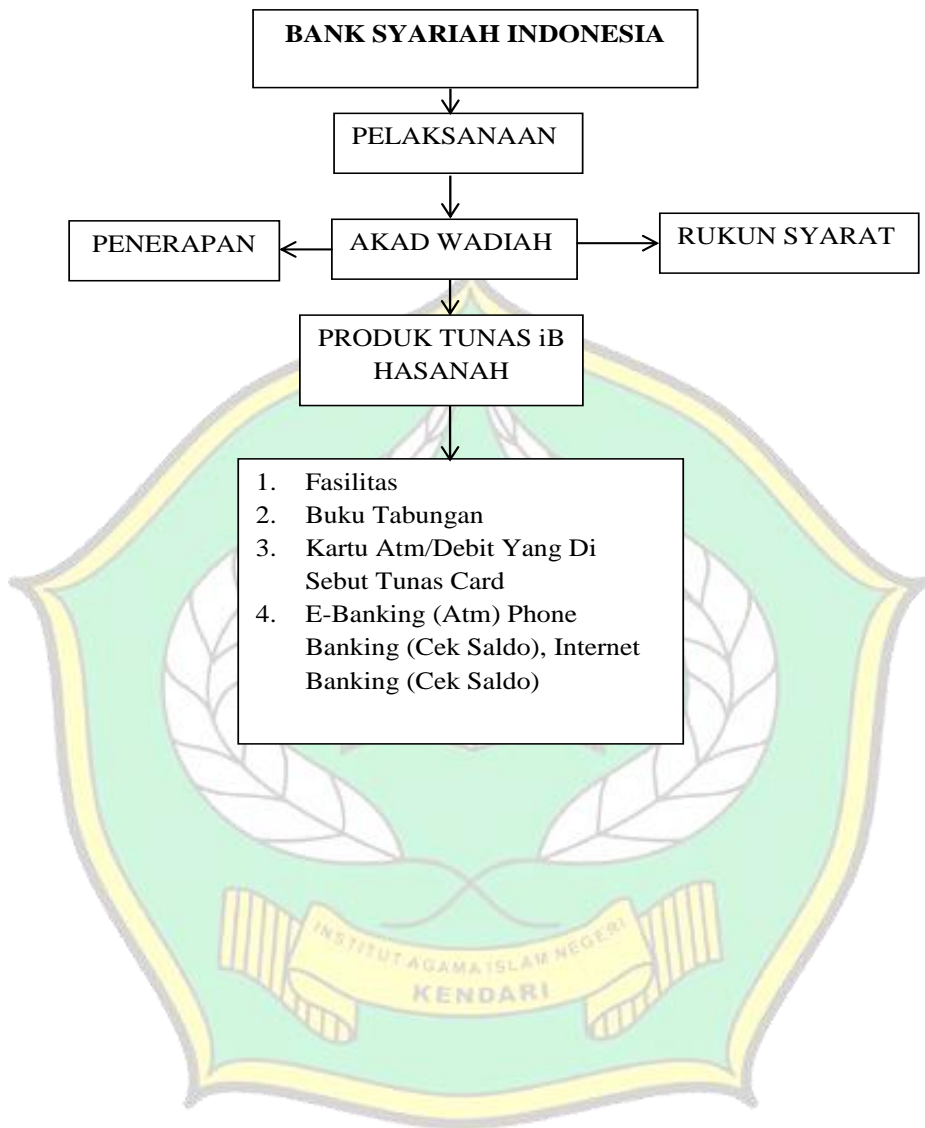 BANK SYARIAH INDONESIA
PELAKSANAAN
PENERAPAN
AKAD WADIAH
RUKUN SYARAT
PRODUK TUNAS iB
HASANAH
1. Fasilitas
2. Buku Tabungan
3. Kartu Atm/Debit Yang Di
Sebut Tunas Card
4. E-Banking (Atm) Phone
Banking (Cek Saldo), Internet
Banking (Cek Saldo)
INSTITUT AGAMA ISLAM NEGERI
KENDARI